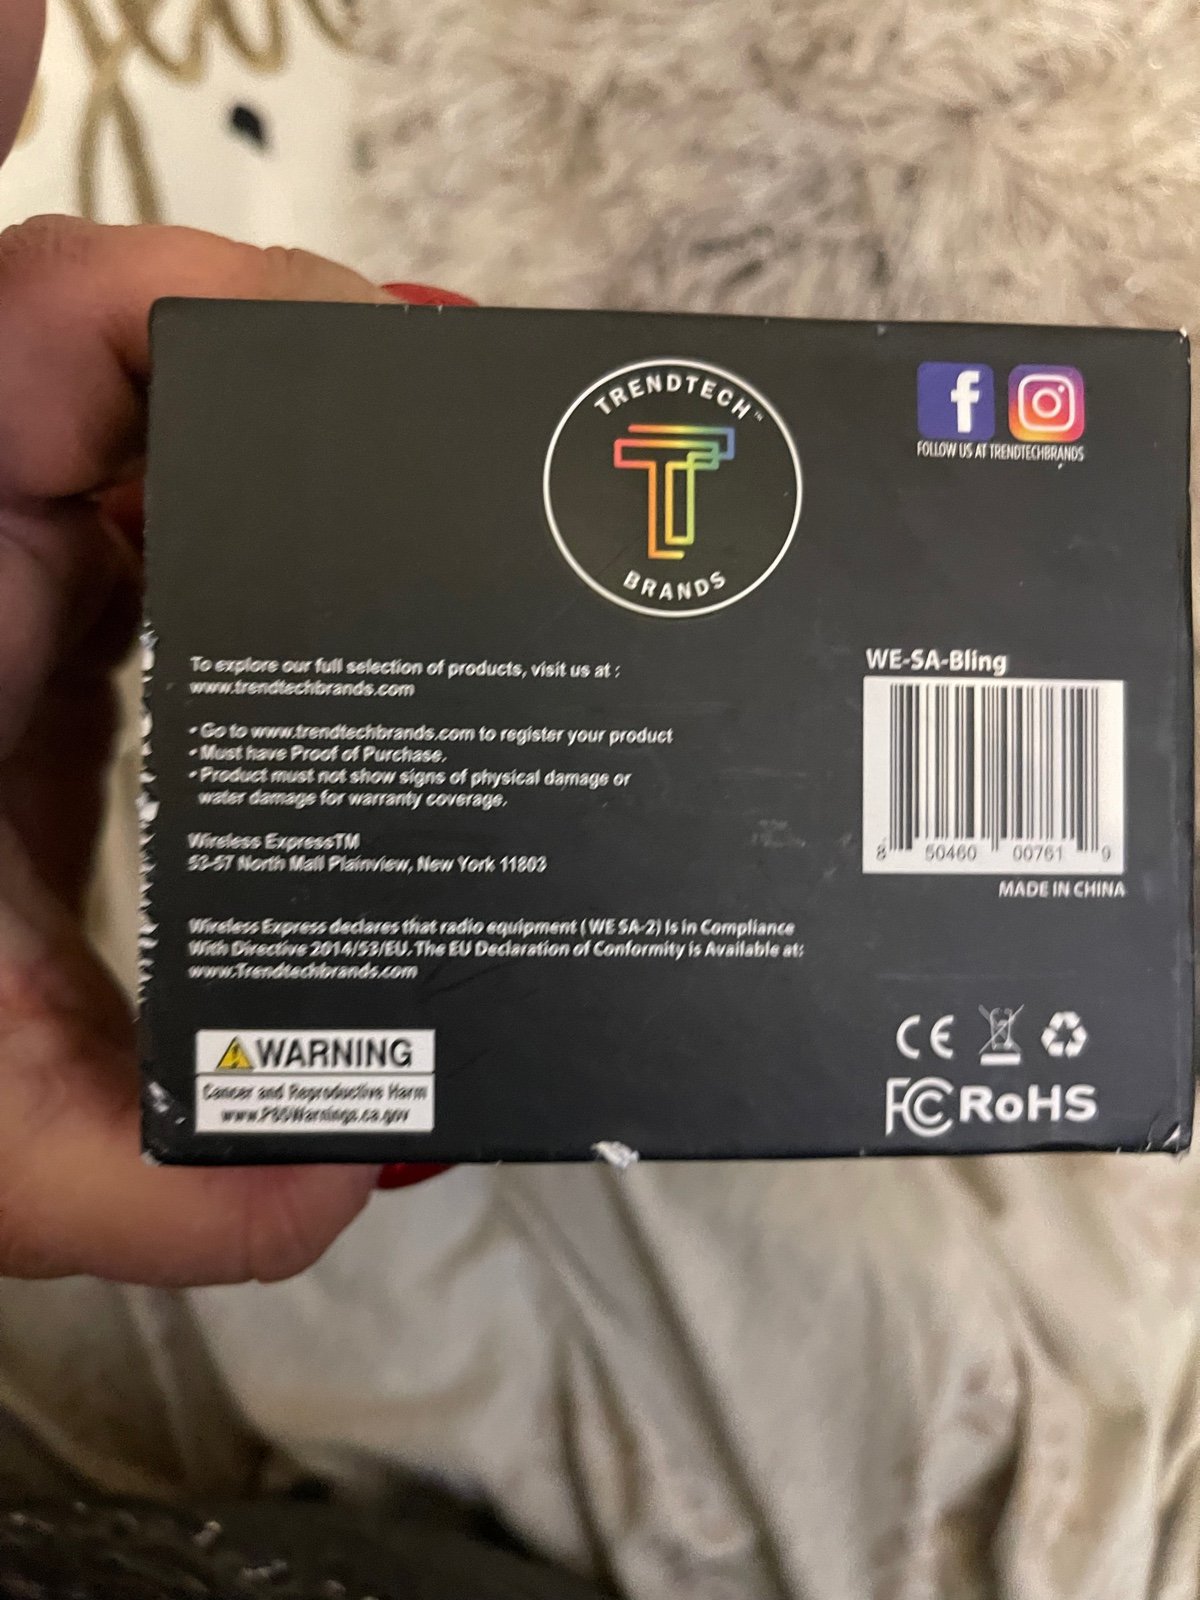 TRENDTECH™
BRANDS
FOLLOW US AT TRENDTECHBRANDS
To explore our full selection of products, visit us at :
www.trendtechbrands.com
• Go to www.trendtechbrands.com to register your product
• Must have Proof of Purchase.
• Product must not show signs of physical damage or
water damage for warranty coverage.
Wireless ExpressTM
53-57 North Mall Plainview, New York 11803
Wireless Express declares that radio equipment ( WE SA-2) Is in Compliance
With Directive 2014/53/EU. The EU Declaration of Conformity is Available at:
www.Trendtechbrands.com
WARNING
Cancer and Reproductive Harm
www.P65Warnings.ca.gov
WE-SA-Bling
8 50460 00761 9
MADE IN CHINA
CE
FC RoHS